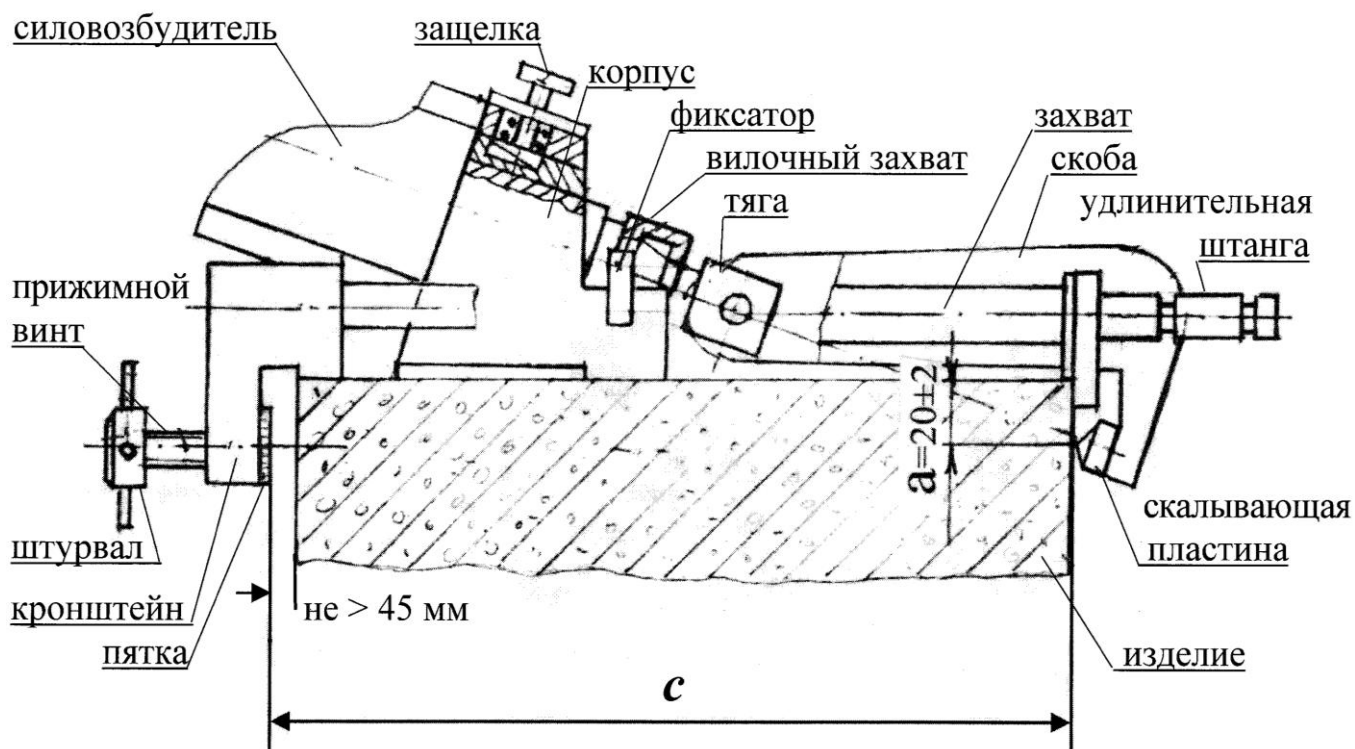 силовозбудитель
защелка
корпус
фиксатор
вилочный захват
тяга
захват
скоба
удлинительная
штанга
прижимной
винт
a=20±2
штурвал
кронштейн
пятка
не > 45 мм
скалывающая
пластина
изделие
c